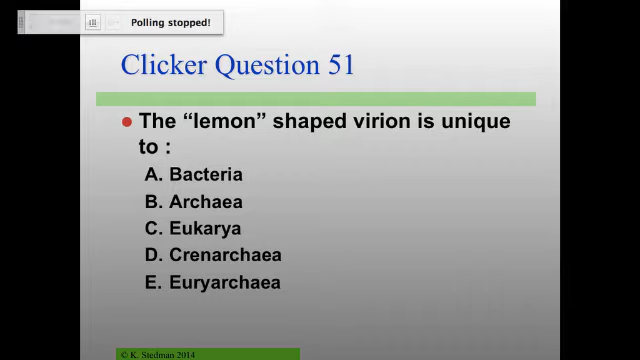 Polling stopped!
Clicker Question 51
The “lemon” shaped virion is unique
to :
A. Bacteria
B. Archaea
C. Eukarya
D. Crenarchaea
E. Euryarchaea
© K. Stedman 2014